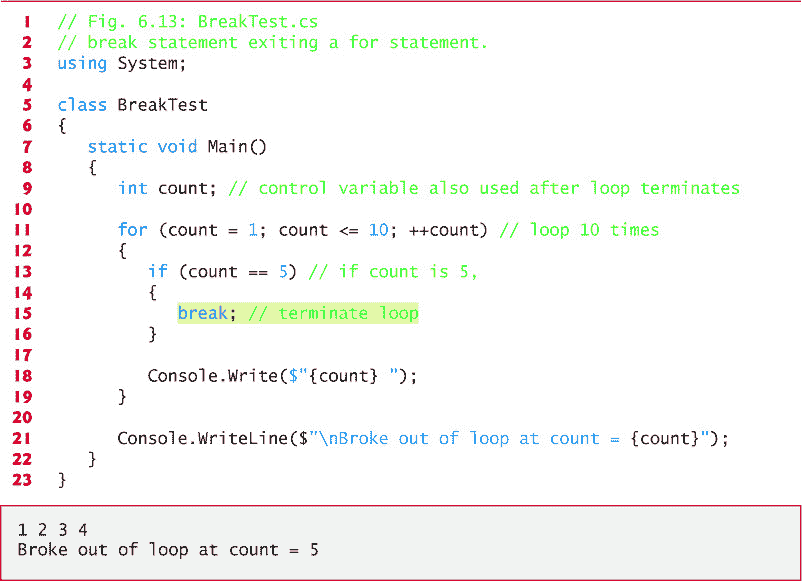 1 // Fig. 6.13: BreakTest.cs
2 // break statement exiting a for statement.
3 using System;
4
5 class BreakTest
6 {
7    static void Main()
8    {
9       int count; // control variable also used after loop terminates
10
11       for (count = 1; count <= 10; ++count) // loop 10 times
12       {
13          if (count == 5) // if count is 5,
14          {
15             break; // terminate loop
16          }
17
18          Console.Write($"{count} ");
19       }
20
21       Console.WriteLine($"\nBroke out of loop at count = {count}");
22    }
23 }
1 2 3 4
Broke out of loop at count = 5